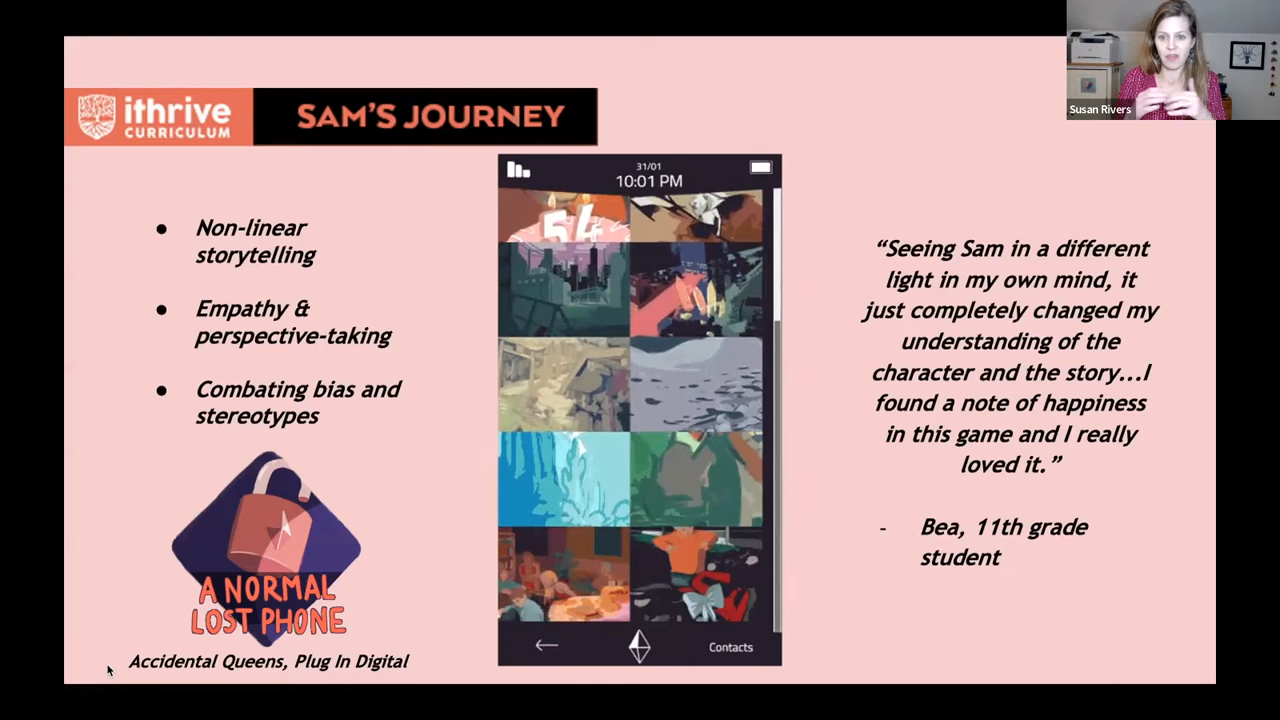 Susan Rivers
ithrive
CURRICULUM
SAM'S JOURNEY
● Non-linear
storytelling
● Empathy &
perspective-taking
● Combating bias and
stereotypes
A NORMAL
LOST PHONE
Accidental Queens, Plug In Digital
31/01
10:01 PM
54
Contacts
“Seeing Sam in a different
light in my own mind, it
just completely changed my
understanding of the
character and the story...I
found a note of happiness
in this game and I really
loved it.”
- Bea, 11th grade
student